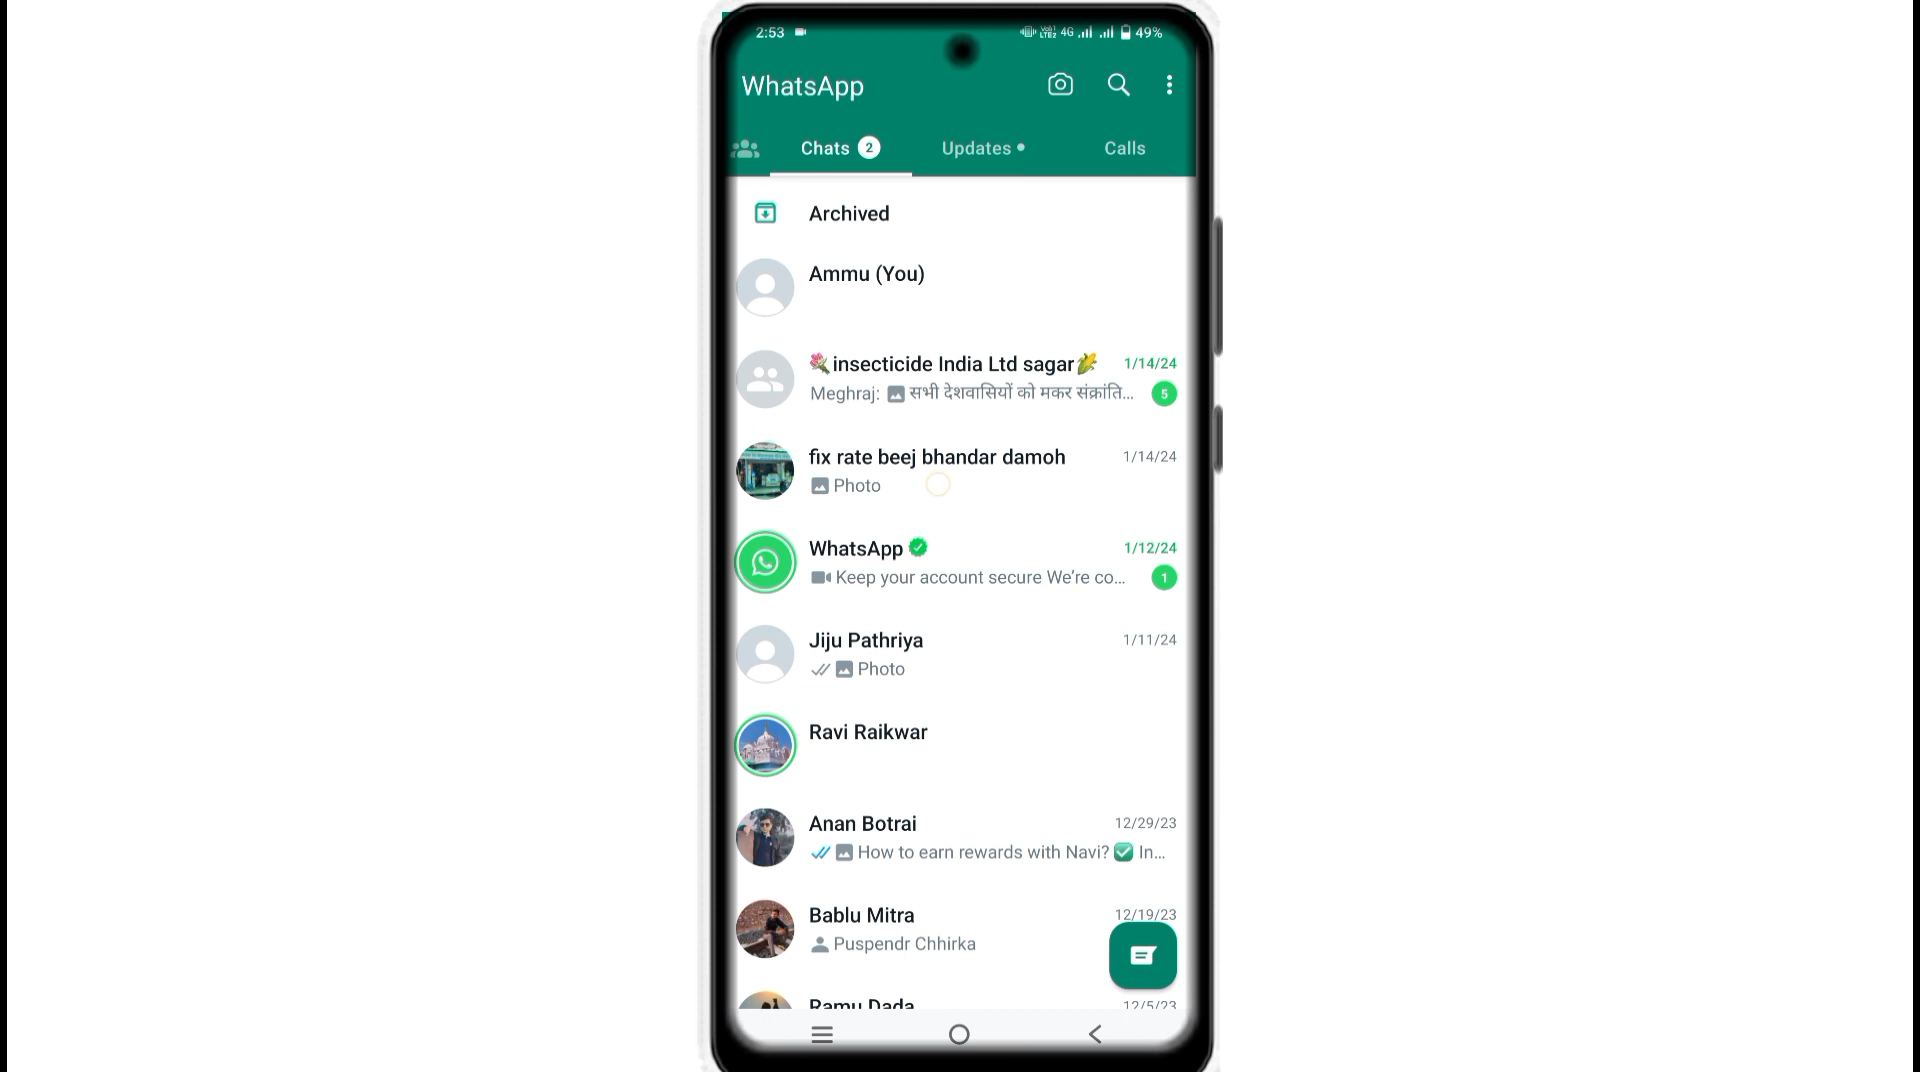 2:53
Vo) LTE2 4G 49%
WhatsApp
Chats 2
Updates
Calls
Archived
Ammu (You)
💐insecticide India Ltd sagar🌽 1/14/24
Meghraj: सभी देशवासियों को मकर संक्रांति... 5
fix rate beej bhandar damoh 1/14/24
Photo
WhatsApp 1/12/24
Keep your account secure We’re co... 1
Jiju Pathriya 1/11/24
Photo
Ravi Raikwar
Anan Botrai 12/29/23
How to earn rewards with Navi? ✅ In...
Bablu Mitra 12/19/23
Puspendr Chhirka
Ramu Dada 12/5/23